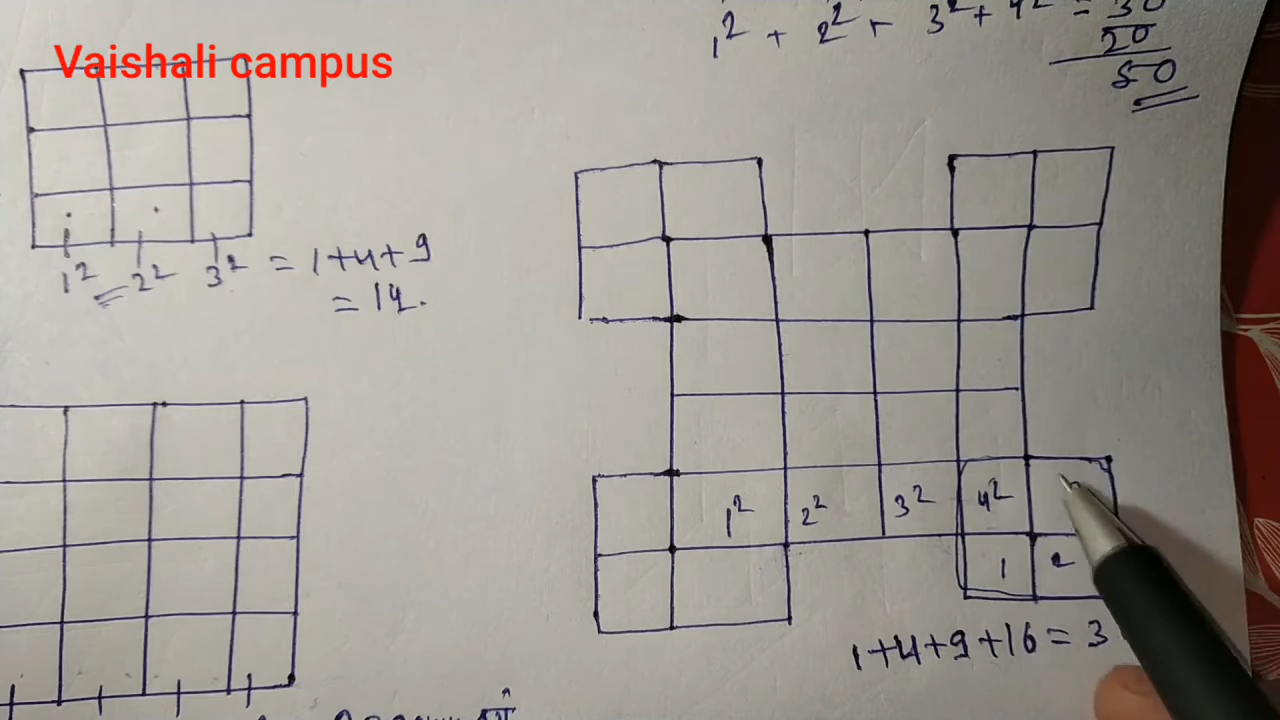 Vaishali campus
1² + 2² + 3² + 4² = 30
20
50
1² 2² 3² = 1+4+9
= 14.
1² 2² 3² 4²
1 2
1+4+9+16 = 3